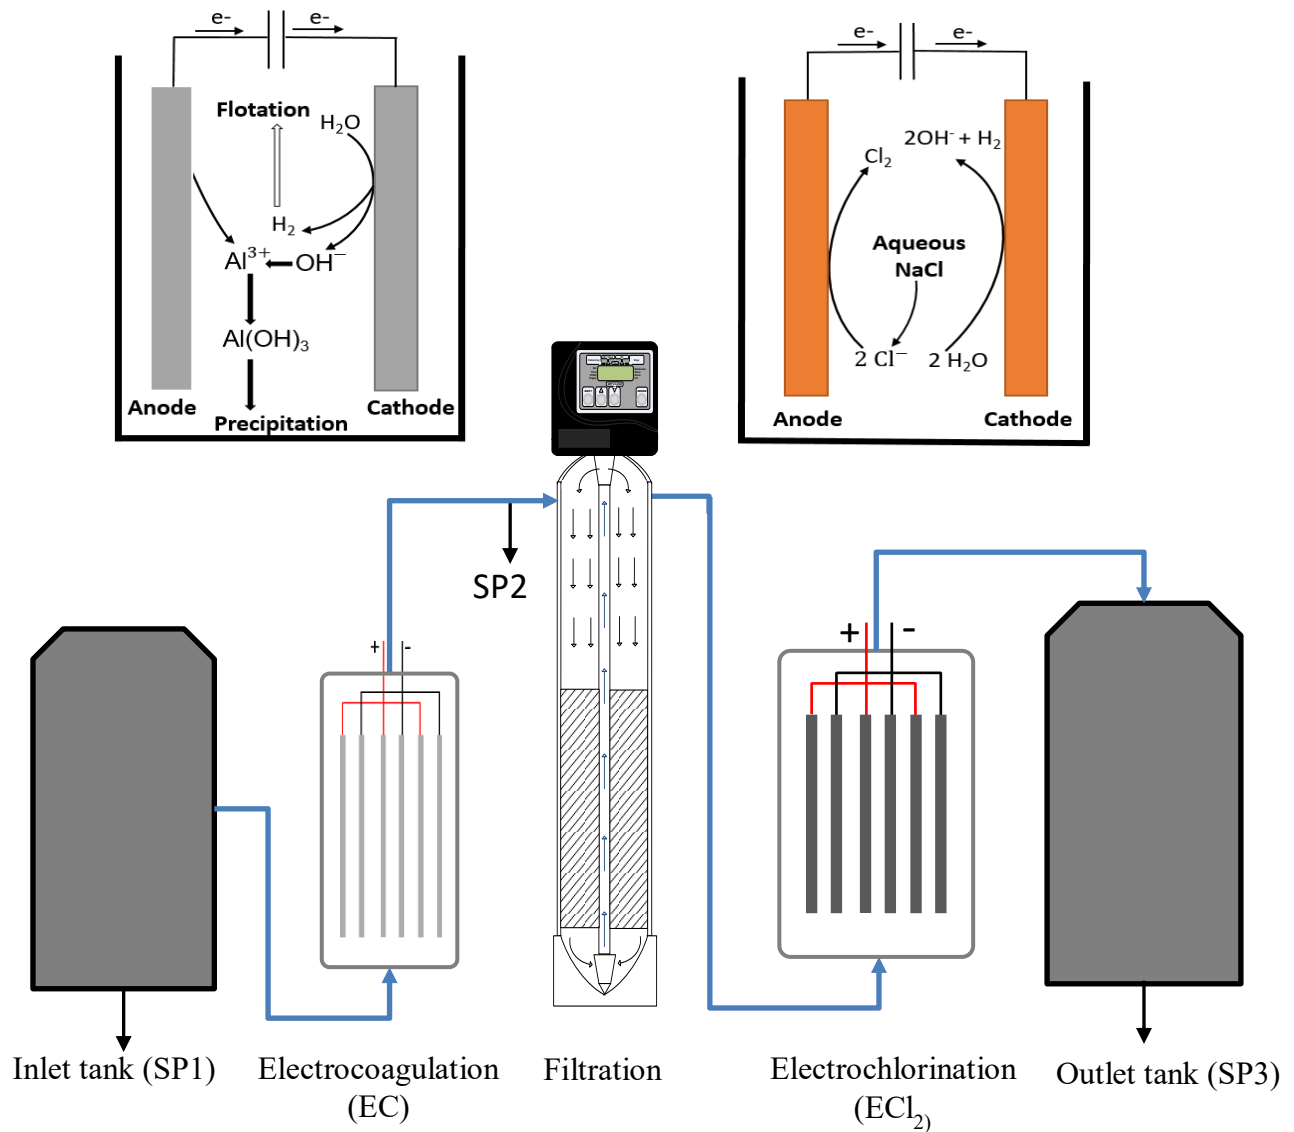 e-
e-
Flotation
H₂O
H₂
Al³⁺
OH⁻
Al(OH)₃
Anode
Cathode
Precipitation
e-
e-
2OH⁻ + H₂
Cl₂
Aqueous
NaCl
2 Cl⁻
2 H₂O
Anode
Cathode
SP2
+
-
+
-
Inlet tank (SP1)
Electrocoagulation
(EC)
Filtration
Electrochlorination
(ECl₂)
Outlet tank (SP3)